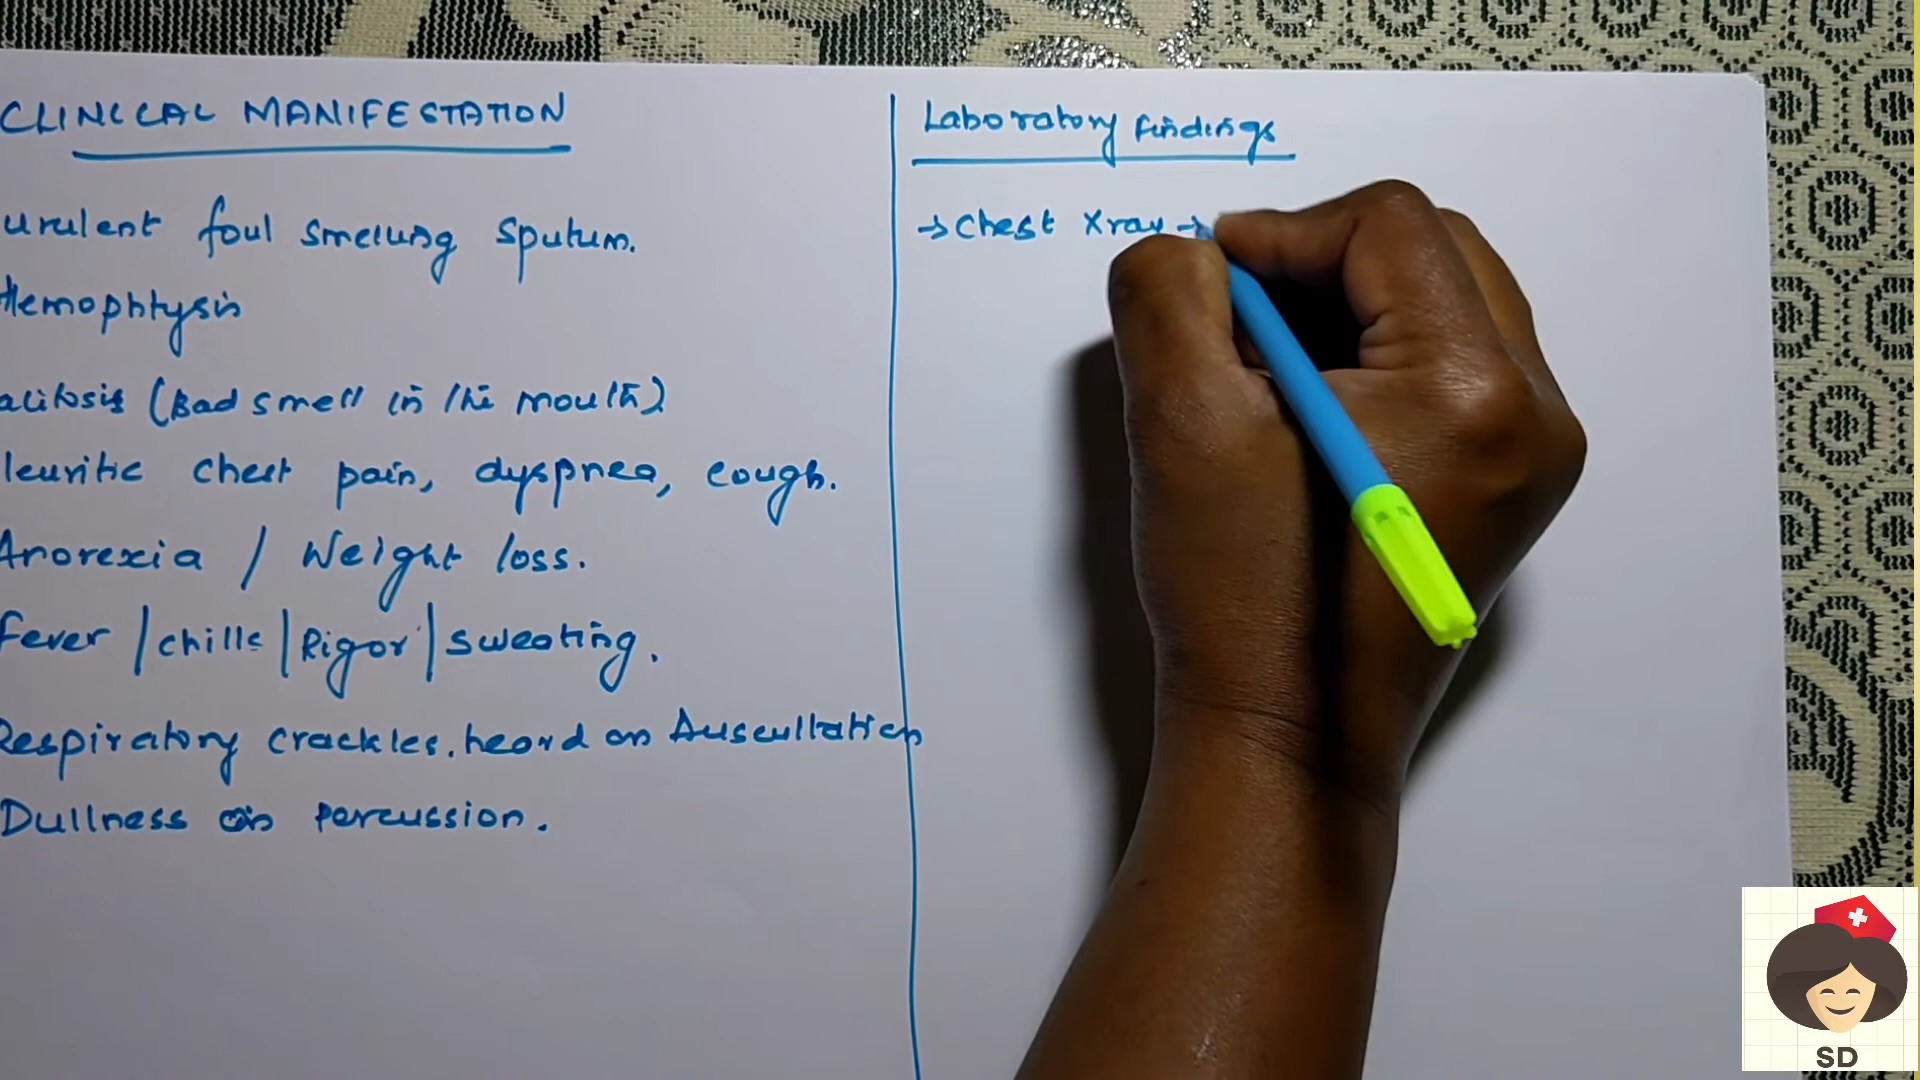 CLINICAL MANIFESTATION
urulent foul smelling sputum.
Hemophtysis
alitosis (Bad smell in the mouth)
leuritic chest pain, dyspnea, cough.
Anorexia / Weight loss.
Fever / chills / Rigor / sweating.
Respiratory crackles. heard on Auscultation
Dullness on percussion.
Laboratory findings
→ Chest Xray →
SD